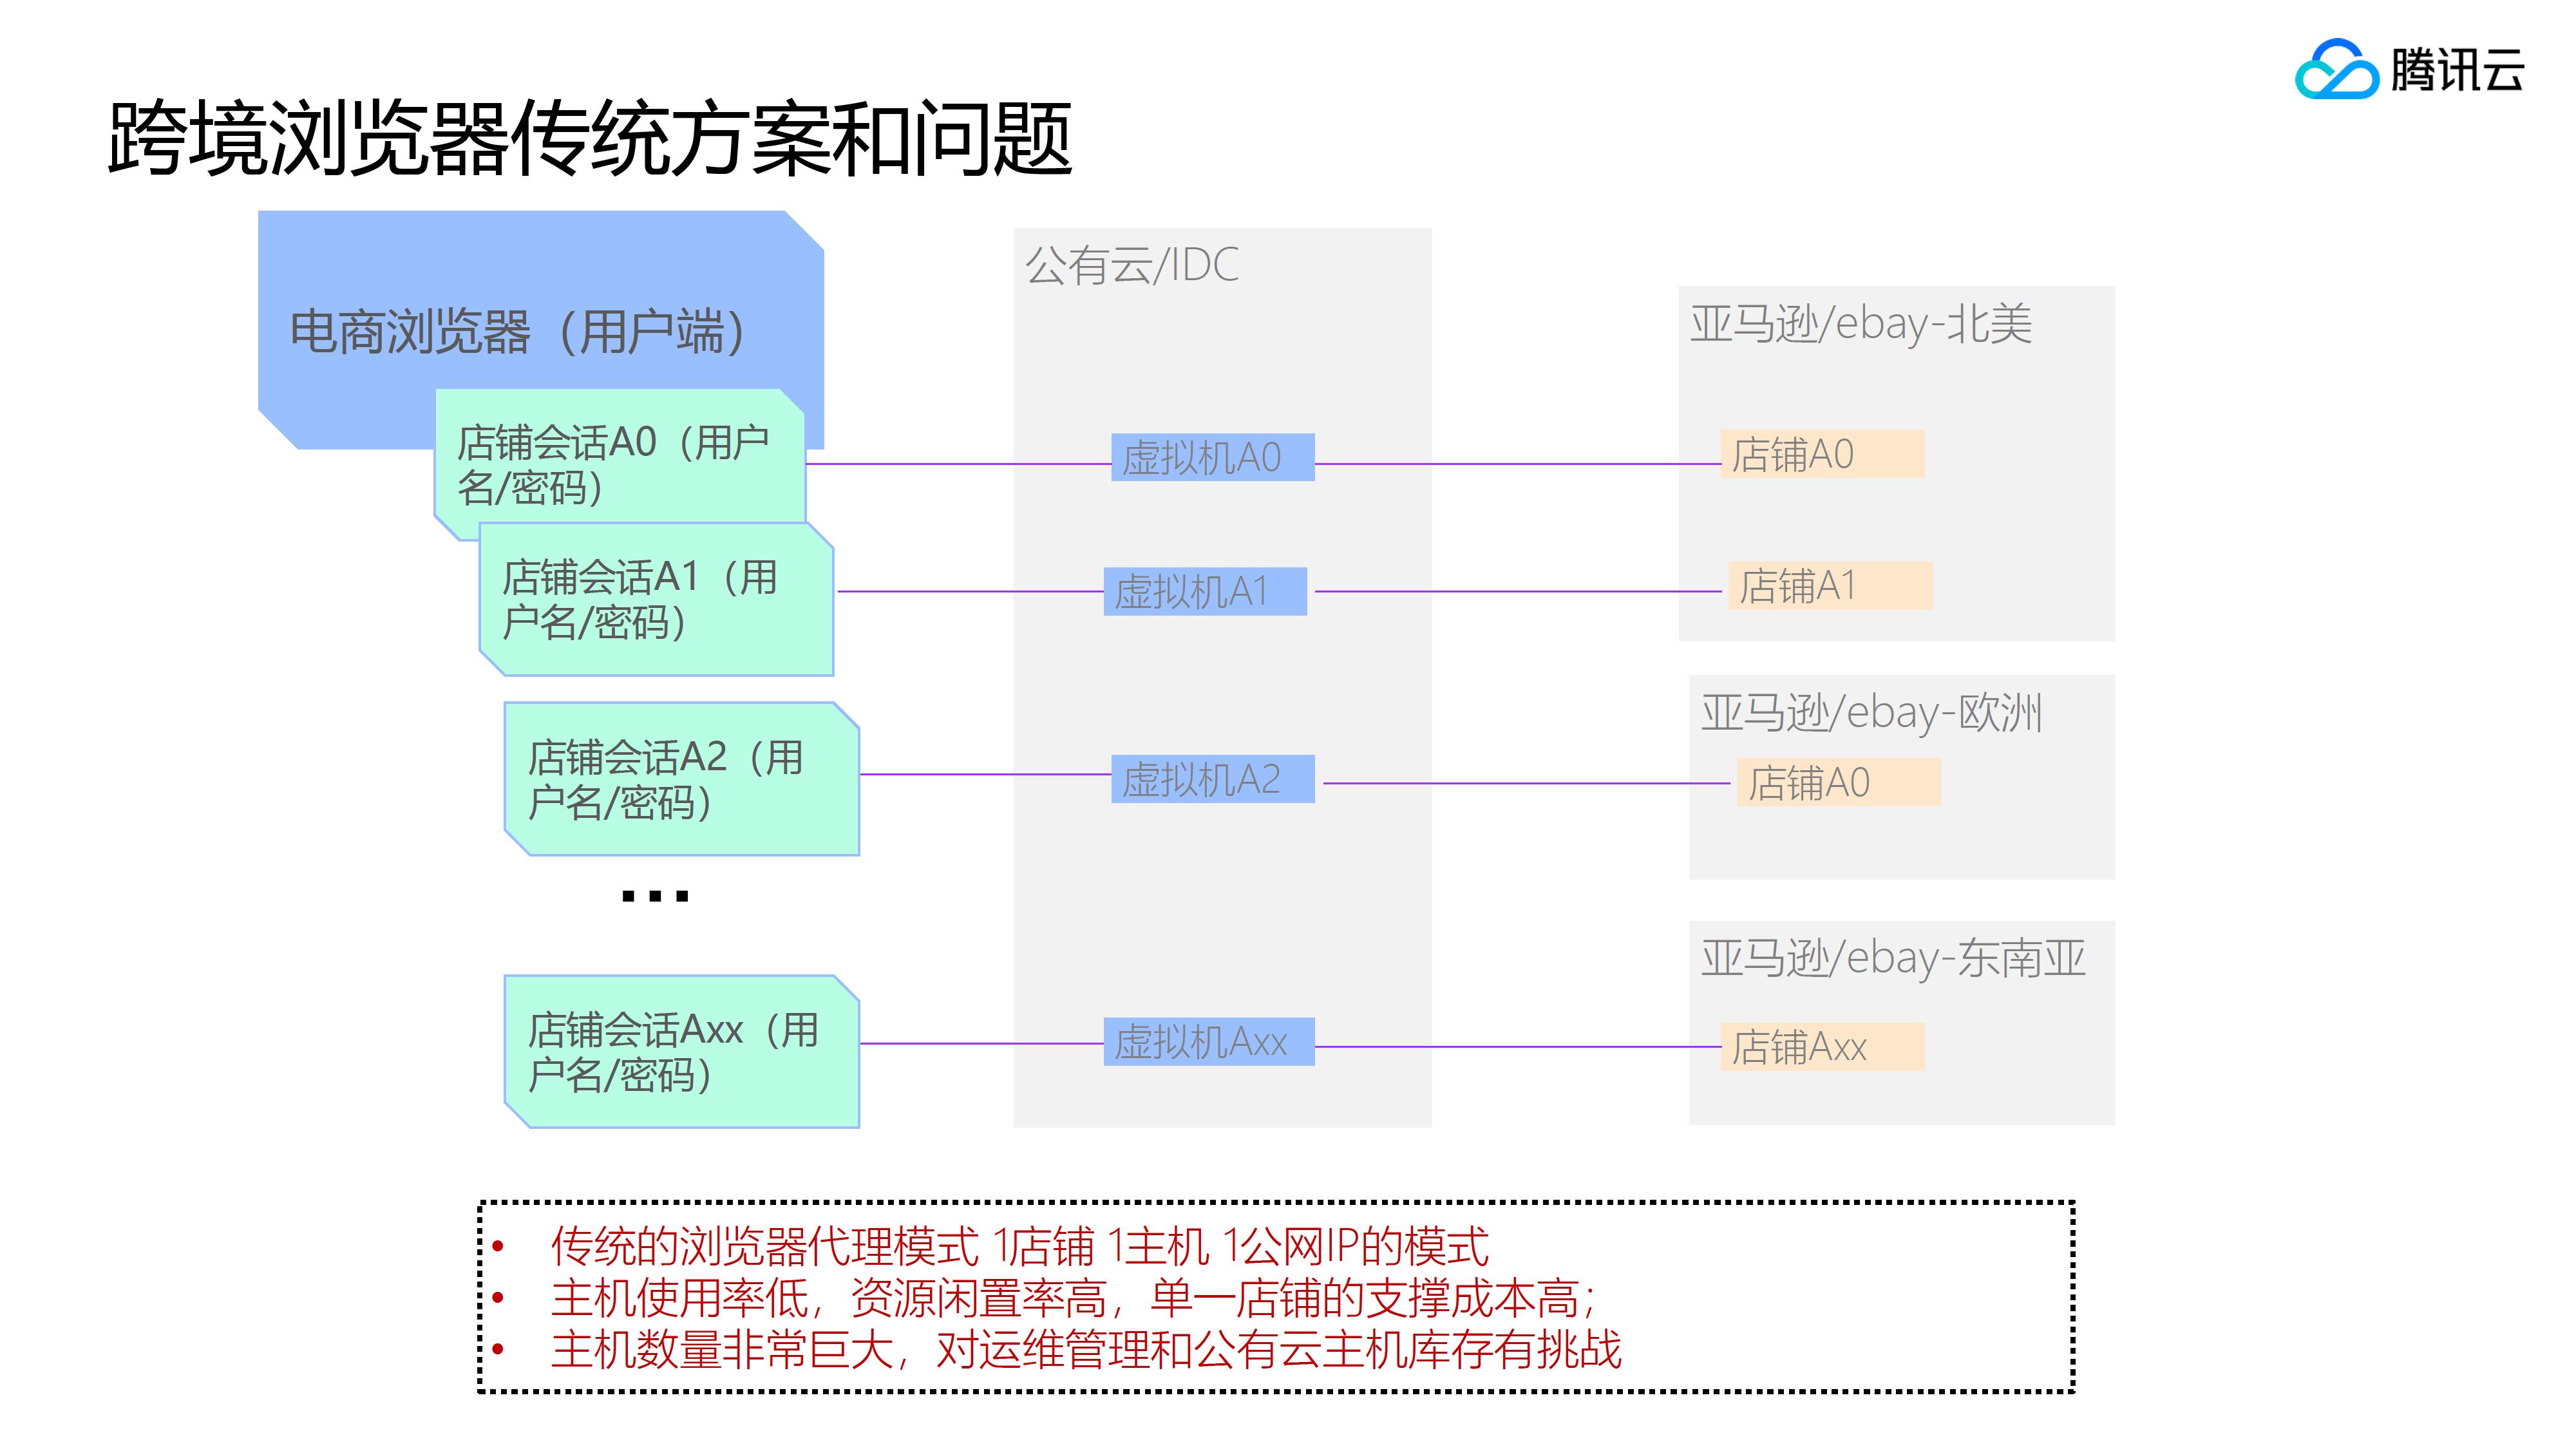 腾讯云
跨境浏览器传统方案和问题
电商浏览器（用户端）
店铺会话A0（用户
名/密码）
店铺会话A1（用
户名/密码）
店铺会话A2（用
户名/密码）
...
店铺会话Axx（用
户名/密码）
公有云/IDC
虚拟机A0
虚拟机A1
虚拟机A2
虚拟机Axx
亚马逊/ebay-北美
店铺A0
店铺A1
亚马逊/ebay-欧洲
店铺A0
亚马逊/ebay-东南亚
店铺Axx
• 传统的浏览器代理模式 1店铺 1主机 1公网IP的模式
• 主机使用率低，资源闲置率高，单一店铺的支撑成本高；
• 主机数量非常巨大，对运维管理和公有云主机库存有挑战